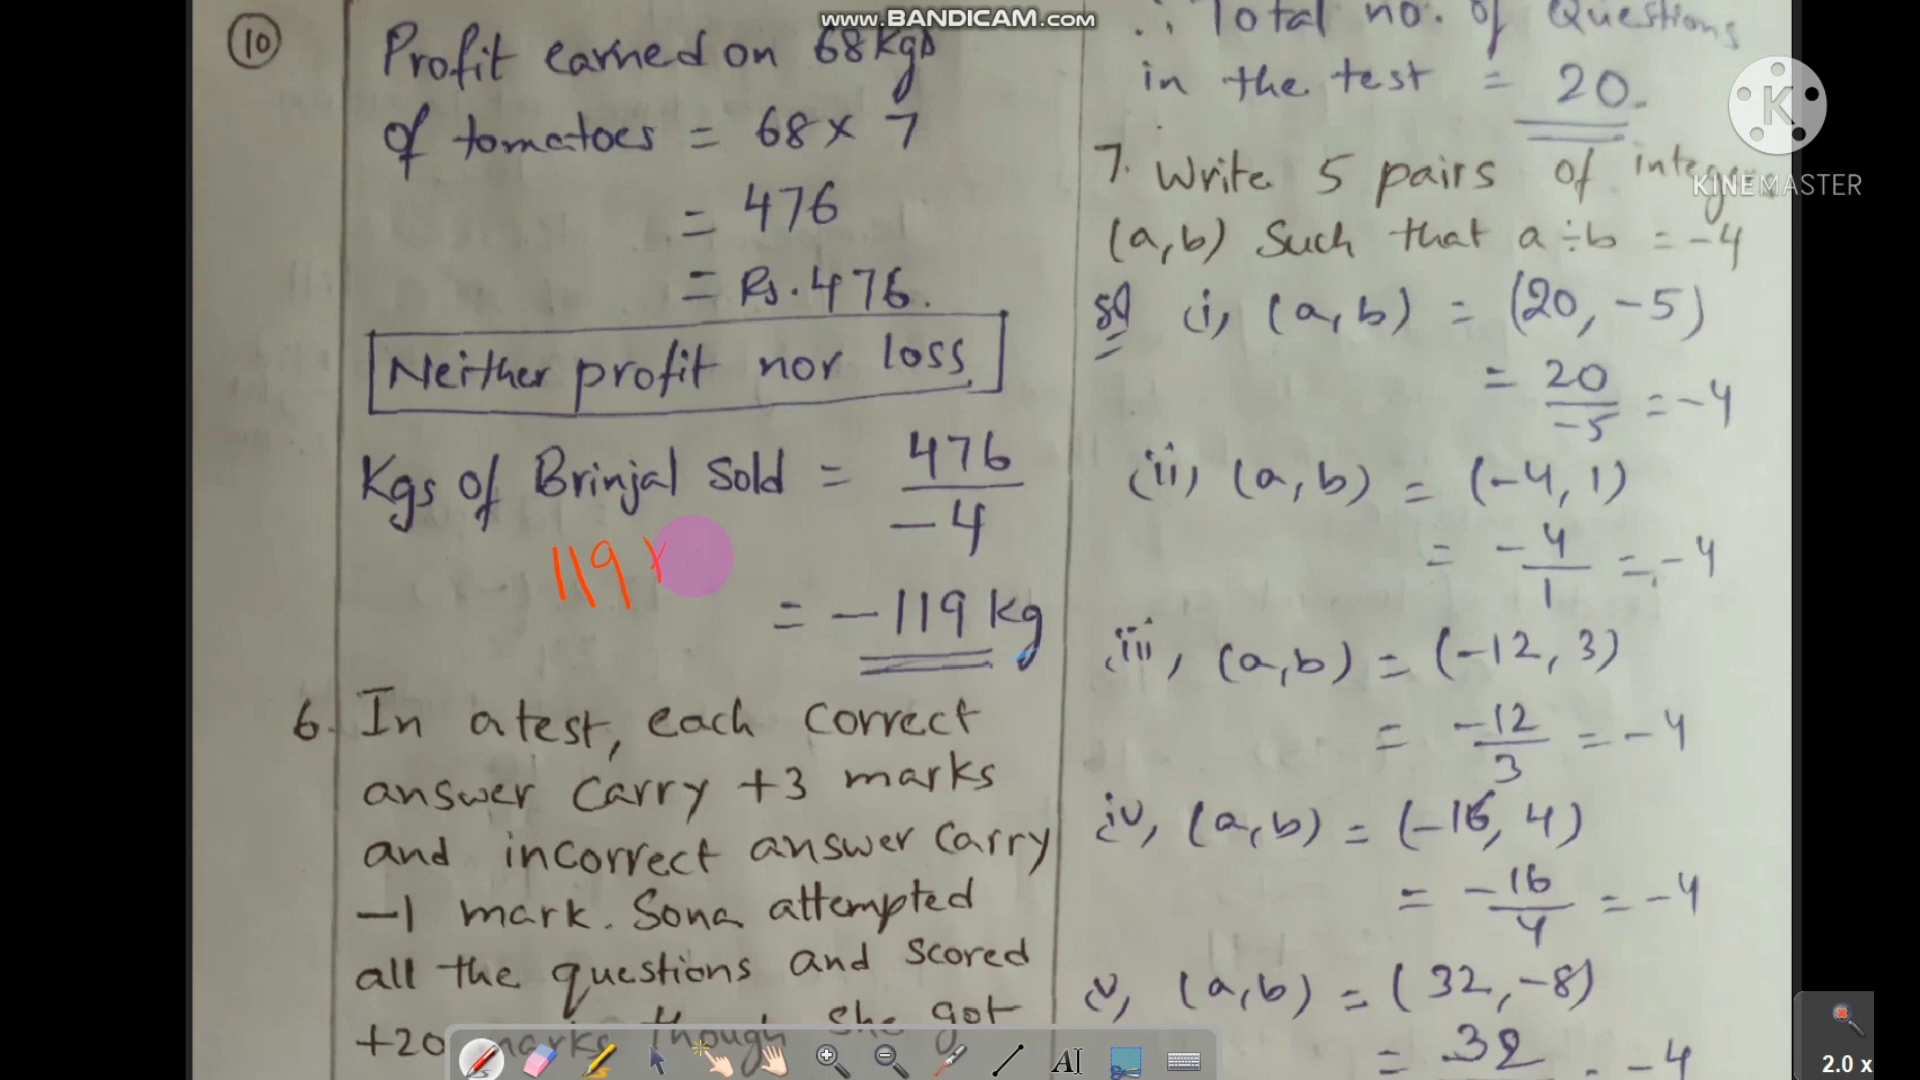 www.BANDICAM.com
10
Profit earned on 68 Kgs
of tomatoes = 68 × 7
= 476
= Rs. 476.
Neither profit nor loss
Kgs of Brinjal Sold = 476/-4
119
= -119 Kg
6. In a test, each correct
answer carry +3 marks
and incorrect answer carry
-1 mark. Sona attempted
all the questions and scored
+20 marks though she got
∴ Total no. of Questions
in the test = 20.
K
KINEMASTER
7. Write 5 pairs of
(a,b) Such that a÷b = -4
Sol (i), (a,b) = (20, -5)
= 20/-5 = -4
(ii) (a,b) = (-4, 1)
= -4/1 = -4
iii, (a,b) = (-12, 3)
= -12/3 = -4
iv, (a,b) = (-16, 4)
= -16/4 = -4
v, (a,b) = (32, -8)
= 32 -4
AI
2.0 x